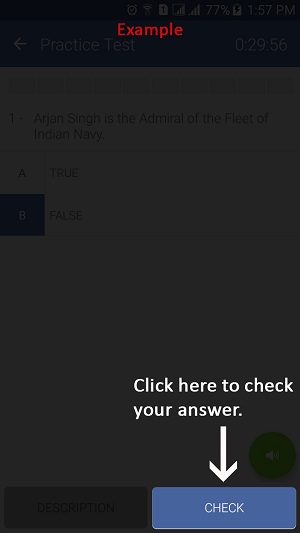 77% 1:57 PM
Example
Practice Test 0:29:56
1 - Arjan Singh is the Admiral of the Fleet of
Indian Navy.
A TRUE
B FALSE
Click here to check
your answer.
DESCRIPTION CHECK